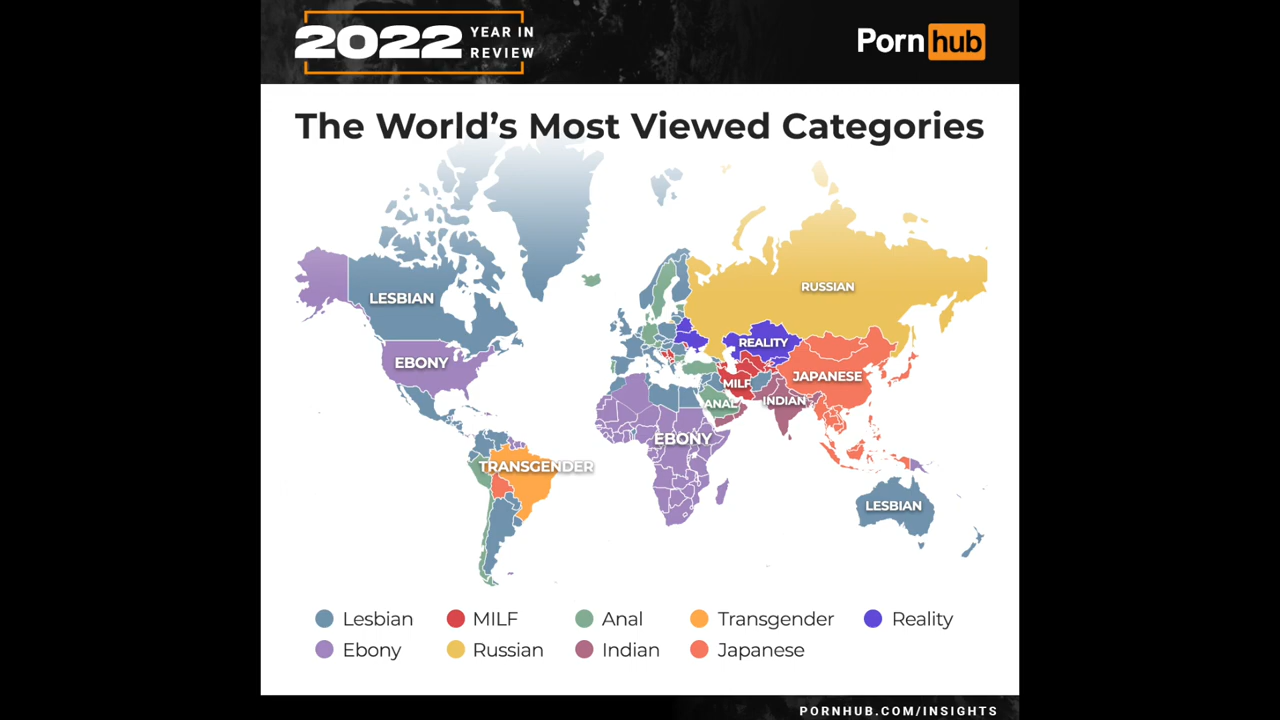 2022 YEAR IN
REVIEW
Pornhub
The World's Most Viewed Categories
RUSSIAN
LESBIAN
REALITY
EBONY
JAPANESE
MILF
INDIAN
ANAL
EBONY
TRANSGENDER
LESBIAN
Lesbian MILF Anal Transgender Reality
Ebony Russian Indian Japanese
PORNHUB.COM/INSIGHTS